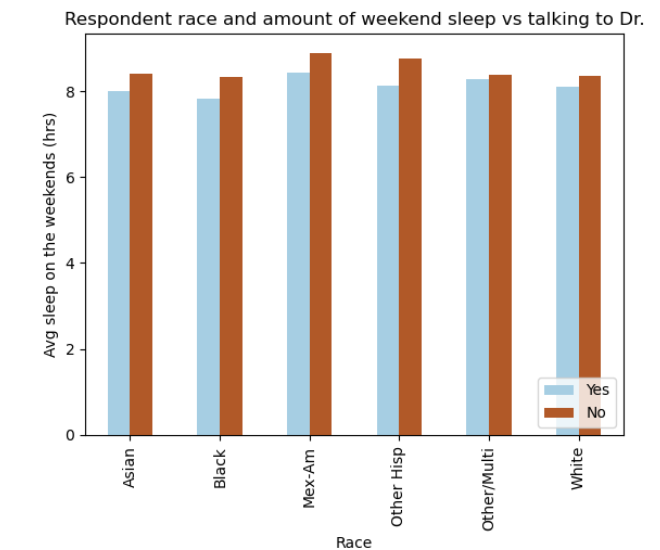 Respondent race and amount of weekend sleep vs talking to Dr.
Avg sleep on the weekends (hrs)
8
6
4
2
0
Yes
No
Asian
Black
Mex-Am
Other Hisp
Other/Multi
White
Race